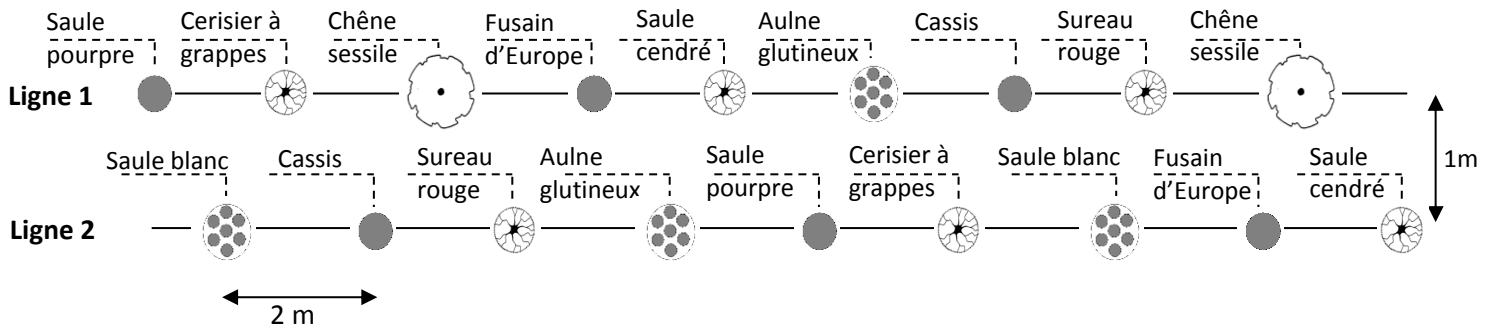 Saule pourpre
Cerisier à grappes
Chêne sessile
Fusain d'Europe
Saule cendré
Aulne glutineux
Cassis
Sureau rouge
Chêne sessile
Ligne 1
Saule blanc
Cassis
Sureau rouge
Aulne glutineux
Saule pourpre
Cerisier à grappes
Saule blanc
Fusain d'Europe
Saule cendré
1m
Ligne 2
2 m